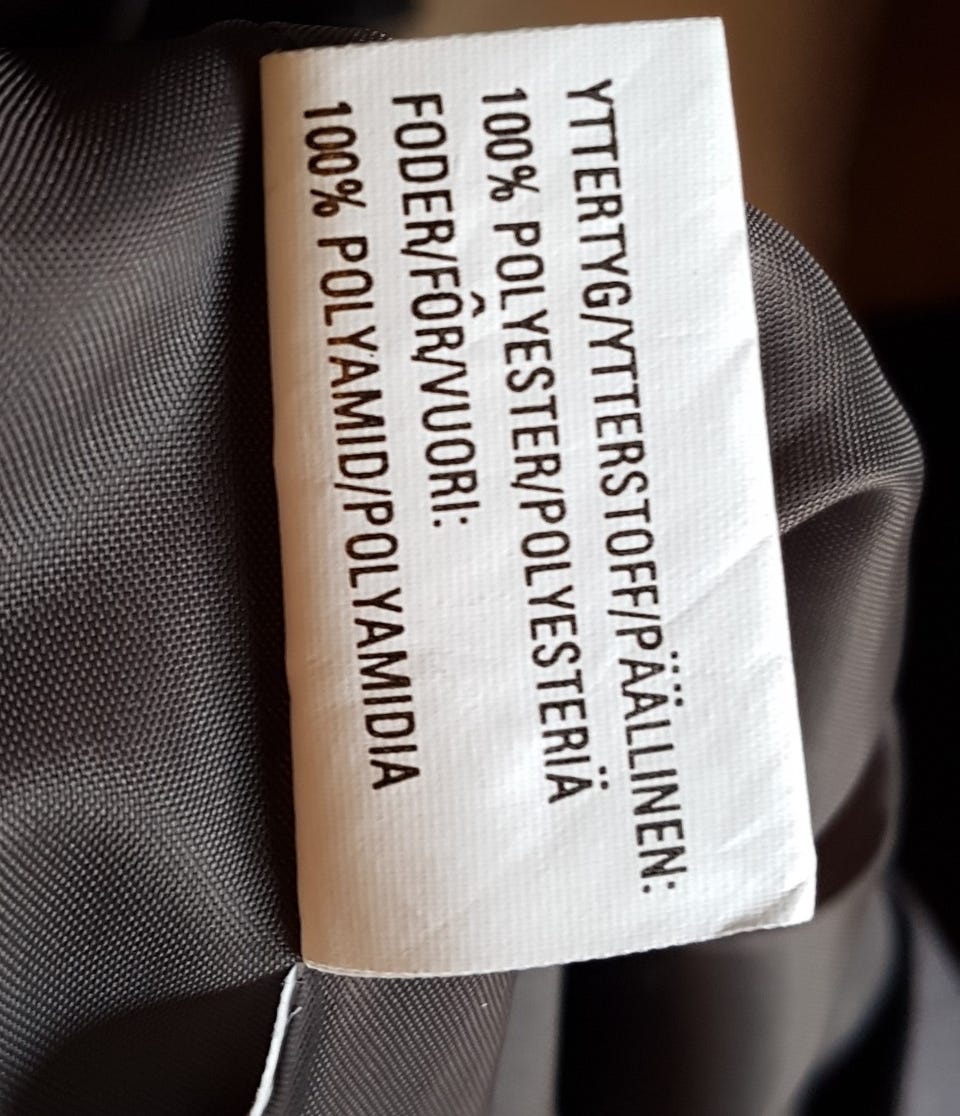 YTTERTYG/YTTERSTOFF/PÄÄLLINEN:
100% POLYESTER/POLYESTERIÄ
FODER/FÔR/VUORI:
100% POLYAMID/POLYAMIDIA